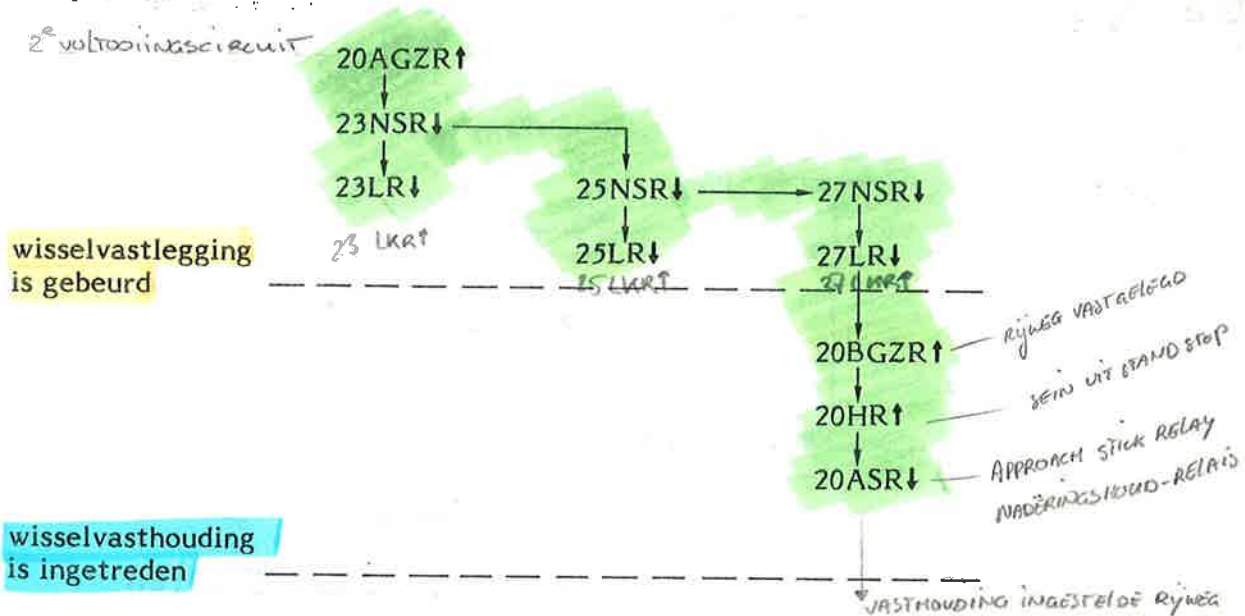 2e VOLTOOIINGSCIRCUIT
20AGZR↑
23NSR↓
23LR↓
25NSR↓
27NSR↓
23 LKR↑
25LR↓
27LR↓
wisselvastlegging
is gebeurd
25 LKR↑
27 LKR↑
20BGZR↑
RijWEG VASTGELEGD
20HR↑
SEIN UIT STAND STOP
20ASR↓
APPROACH STICK RELAY
NADERINGSHOUD-RELAIS
wisselvasthouding
is ingetreden
VASTHOUDING INGESTELDE RijWEG